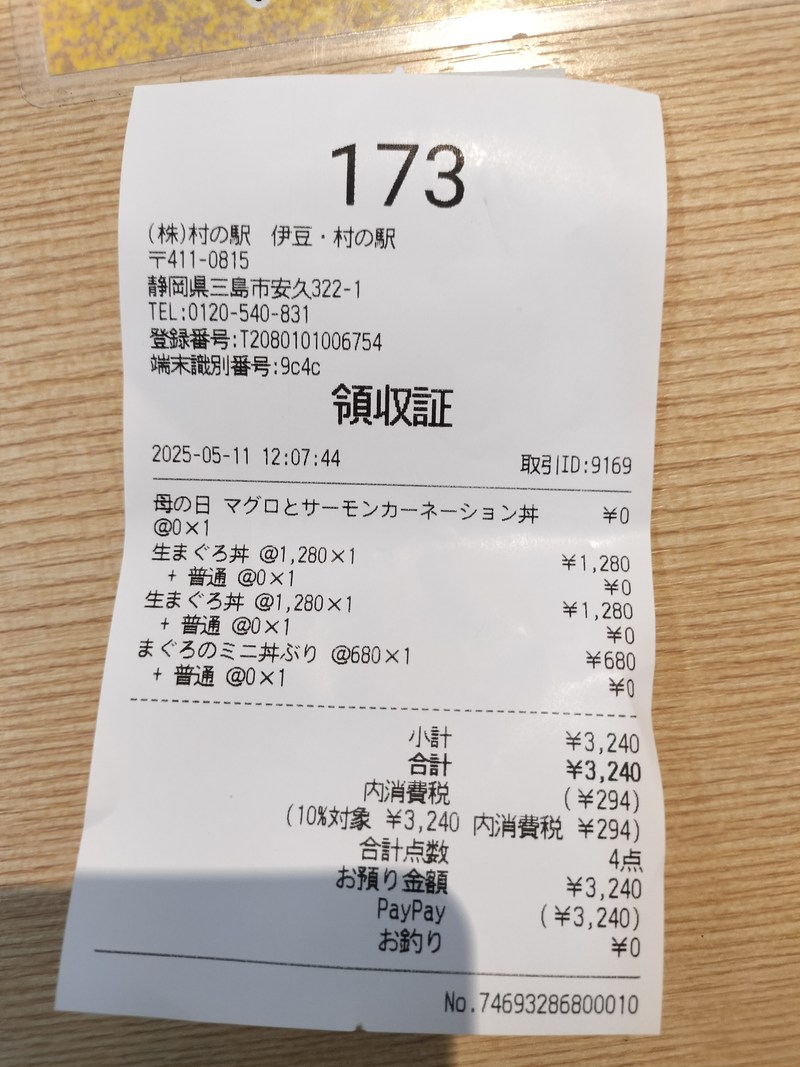 173
(株)村の駅　伊豆・村の駅
〒411-0815
静岡県三島市安久322-1
TEL:0120-540-831
登録番号:T2080101006754
端末識別番号:9c4c
領収証
2025-05-11 12:07:44 取引ID:9169
母の日 マグロとサーモンカーネーション丼 ¥0
@0×1
生まぐろ丼 @1,280×1 ¥1,280
+ 普通 @0×1 ¥0
生まぐろ丼 @1,280×1 ¥1,280
+ 普通 @0×1 ¥0
まぐろのミニ丼ぶり @680×1 ¥680
+ 普通 @0×1 ¥0
小計 ¥3,240
合計 ¥3,240
内消費税 (¥294)
(10%対象 ¥3,240 内消費税 ¥294)
合計点数 4点
お預り金額 ¥3,240
PayPay (¥3,240)
お釣り ¥0
No.74693286800010